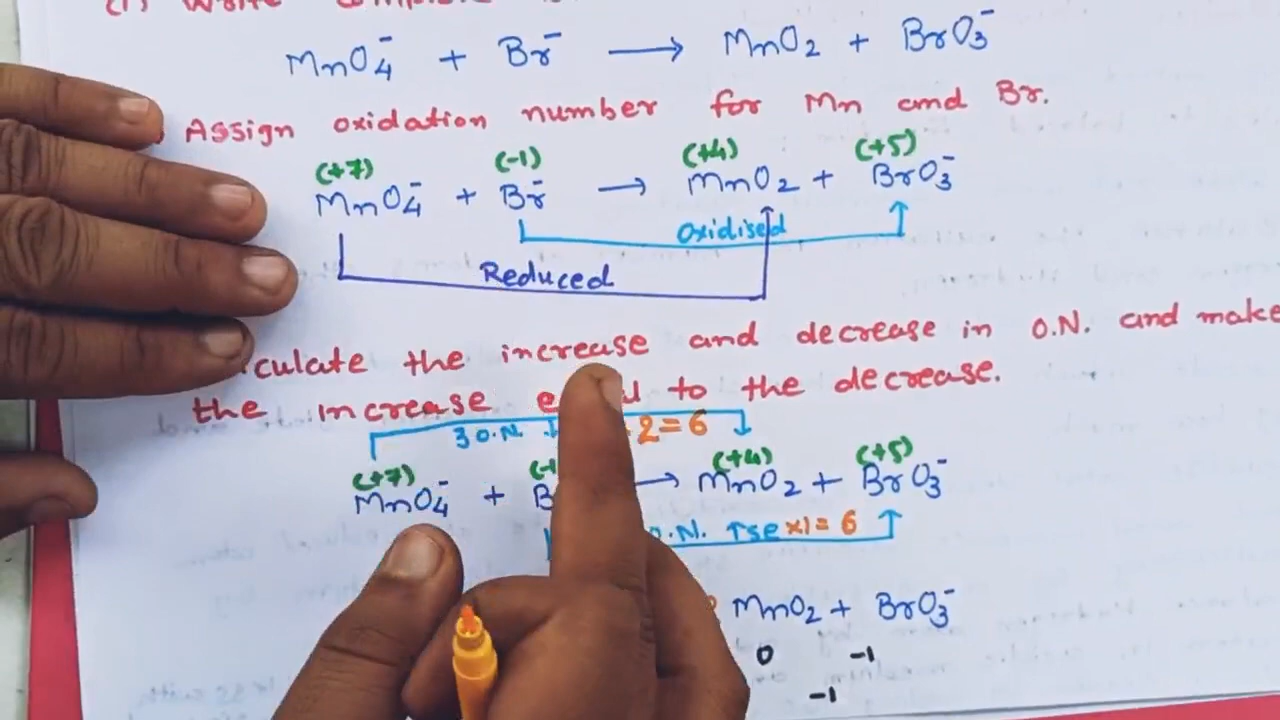 MnO₄⁻ + Br⁻ → MnO₂ + BrO₃⁻
Assign oxidation number for Mn and Br.
(+7) (-1) (+4) (+5)
MnO₄⁻ + Br⁻ → MnO₂ + BrO₃⁻
Oxidised
Reduced
the increase and decrease in O.N. and make
the increase to the decrease.
3 O.N. ↓ 2=6
(+7) (+4) (+5)
MnO₄⁻ + → MnO₂ + BrO₃⁻
O.N. ↑se ×1=6
MnO₂ + BrO₃⁻
0 -1
-1